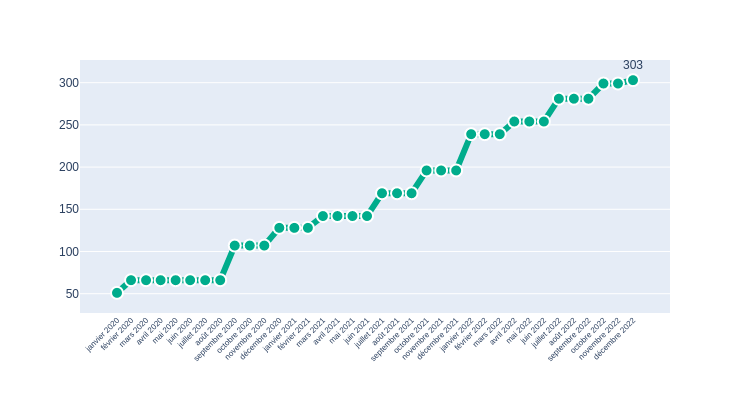 303
300
250
200
150
100
50
janvier 2020
février 2020
mars 2020
avril 2020
mai 2020
juin 2020
juillet 2020
août 2020
septembre 2020
octobre 2020
novembre 2020
décembre 2020
janvier 2021
février 2021
mars 2021
avril 2021
mai 2021
juin 2021
juillet 2021
août 2021
septembre 2021
octobre 2021
novembre 2021
décembre 2021
janvier 2022
février 2022
mars 2022
avril 2022
mai 2022
juin 2022
juillet 2022
août 2022
septembre 2022
octobre 2022
novembre 2022
décembre 2022